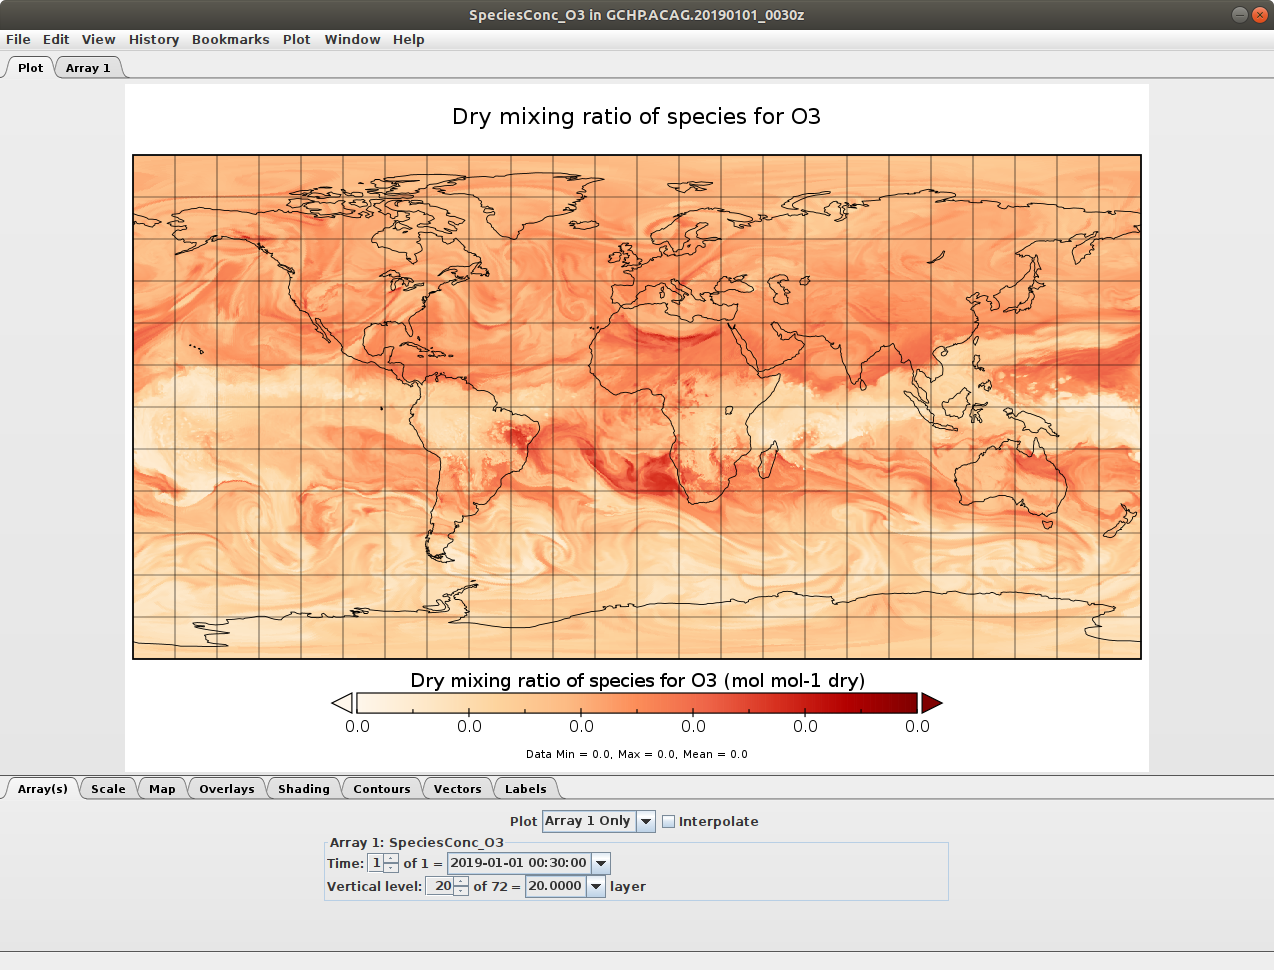 SpeciesConc_O3 in GCHP.ACAG.20190101_0030z
File Edit View History Bookmarks Plot Window Help
Plot Array 1
Dry mixing ratio of species for O3
Dry mixing ratio of species for O3 (mol mol-1 dry)
0.0 0.0 0.0 0.0 0.0 0.0
Data Min = 0.0, Max = 0.0, Mean = 0.0
Array(s) Scale Map Overlays Shading Contours Vectors Labels
Plot Array 1 Only Interpolate
Array 1: SpeciesConc_O3
Time: 1 of 1 = 2019-01-01 00:30:00
Vertical level: 20 of 72 = 20.0000 layer